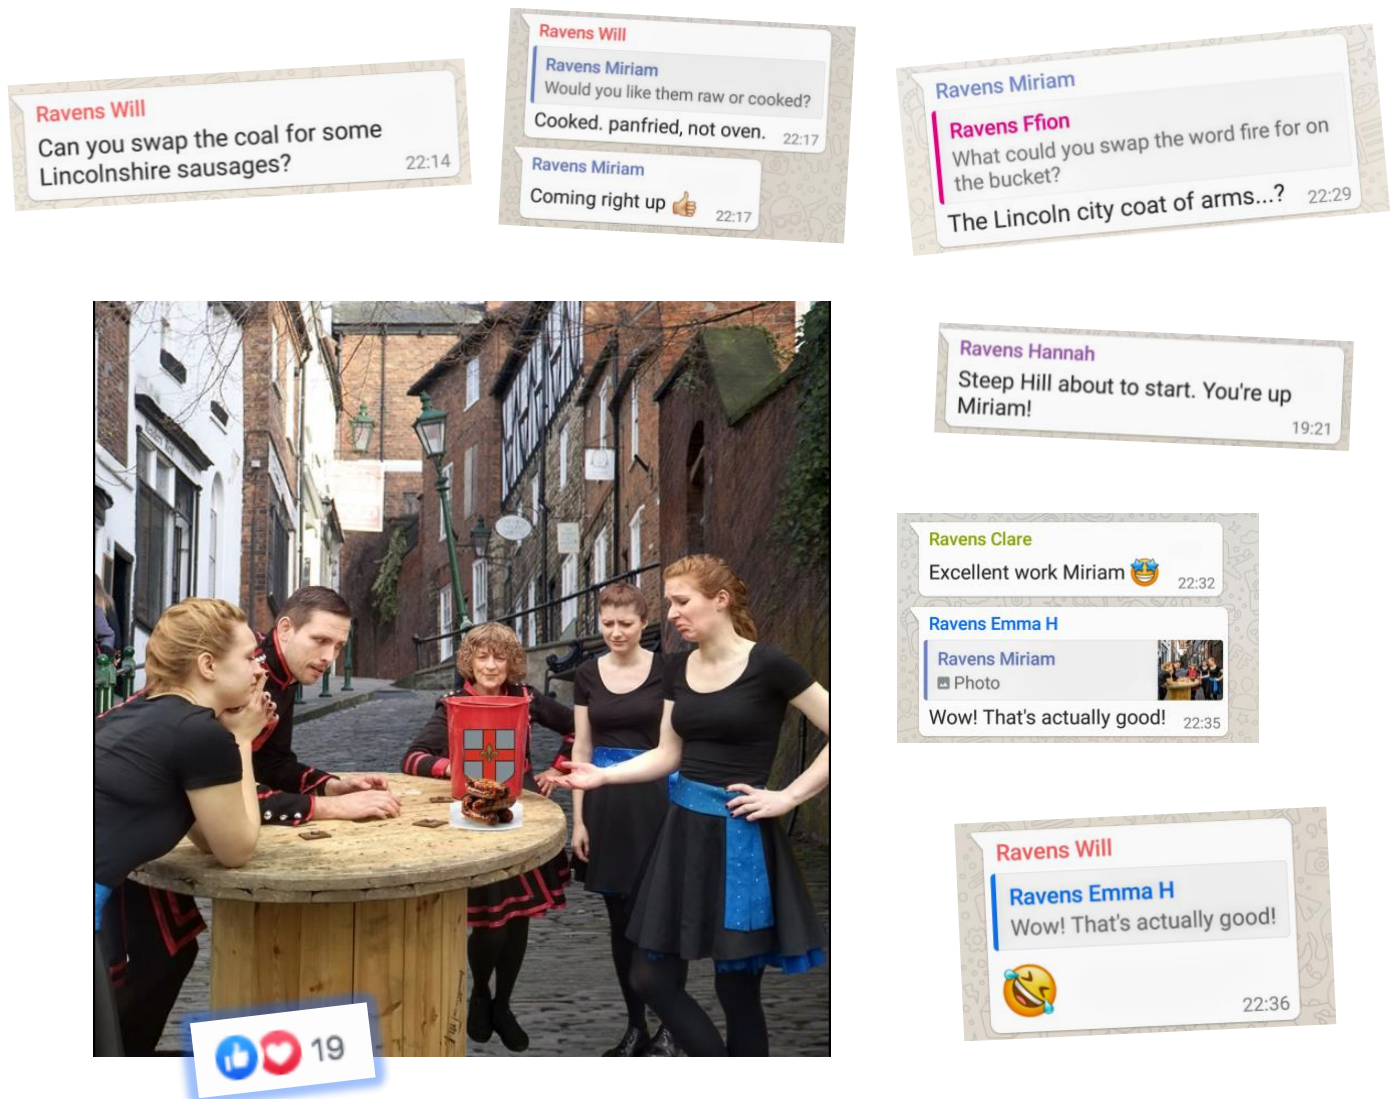 Ravens Will
Can you swap the coal for some
Lincolnshire sausages?
22:14
Ravens Will
Ravens Miriam
Would you like them raw or cooked?
Cooked. panfried, not oven.
22:17
Ravens Miriam
Coming right up 👍🏼
22:17
Ravens Miriam
Ravens Ffion
What could you swap the word fire for on
the bucket?
The Lincoln city coat of arms...?
22:29
Ravens Hannah
Steep Hill about to start. You're up
Miriam!
19:21
Ravens Clare
Excellent work Miriam 🤩
22:32
Ravens Emma H
Ravens Miriam
Photo
Wow! That's actually good!
22:35
Ravens Will
Ravens Emma H
Wow! That's actually good!
🤣
22:36
19